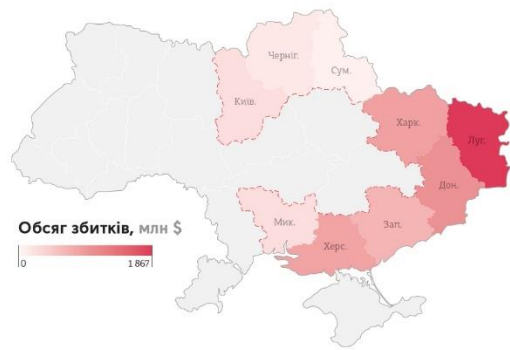 Черніг.
Сум.
Київ.
Харк.
Луг.
Дон.
Мик.
Зап.
Херс.
Обсяг збитків, млн $
0
1 867